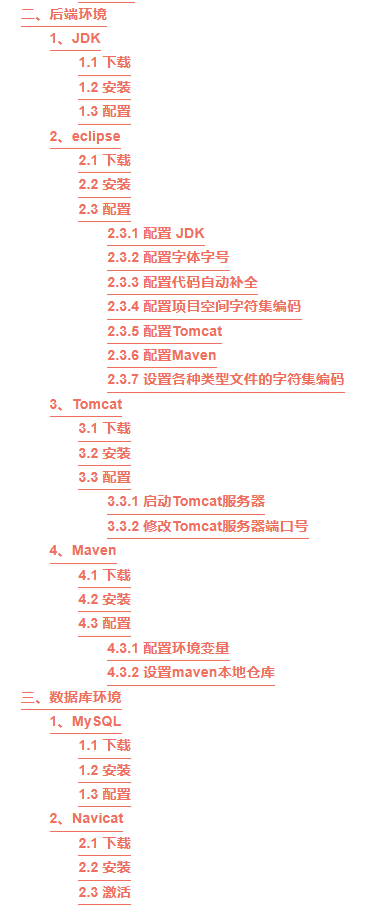 二、后端环境
1、JDK
1.1 下载
1.2 安装
1.3 配置
2、eclipse
2.1 下载
2.2 安装
2.3 配置
2.3.1 配置 JDK
2.3.2 配置字体字号
2.3.3 配置代码自动补全
2.3.4 配置项目空间字符集编码
2.3.5 配置Tomcat
2.3.6 配置Maven
2.3.7 设置各种类型文件的字符集编码
3、Tomcat
3.1 下载
3.2 安装
3.3 配置
3.3.1 启动Tomcat服务器
3.3.2 修改Tomcat服务器端口号
4、Maven
4.1 下载
4.2 安装
4.3 配置
4.3.1 配置环境变量
4.3.2 设置maven本地仓库
三、数据库环境
1、MySQL
1.1 下载
1.2 安装
1.3 配置
2、Navicat
2.1 下载
2.2 安装
2.3 激活